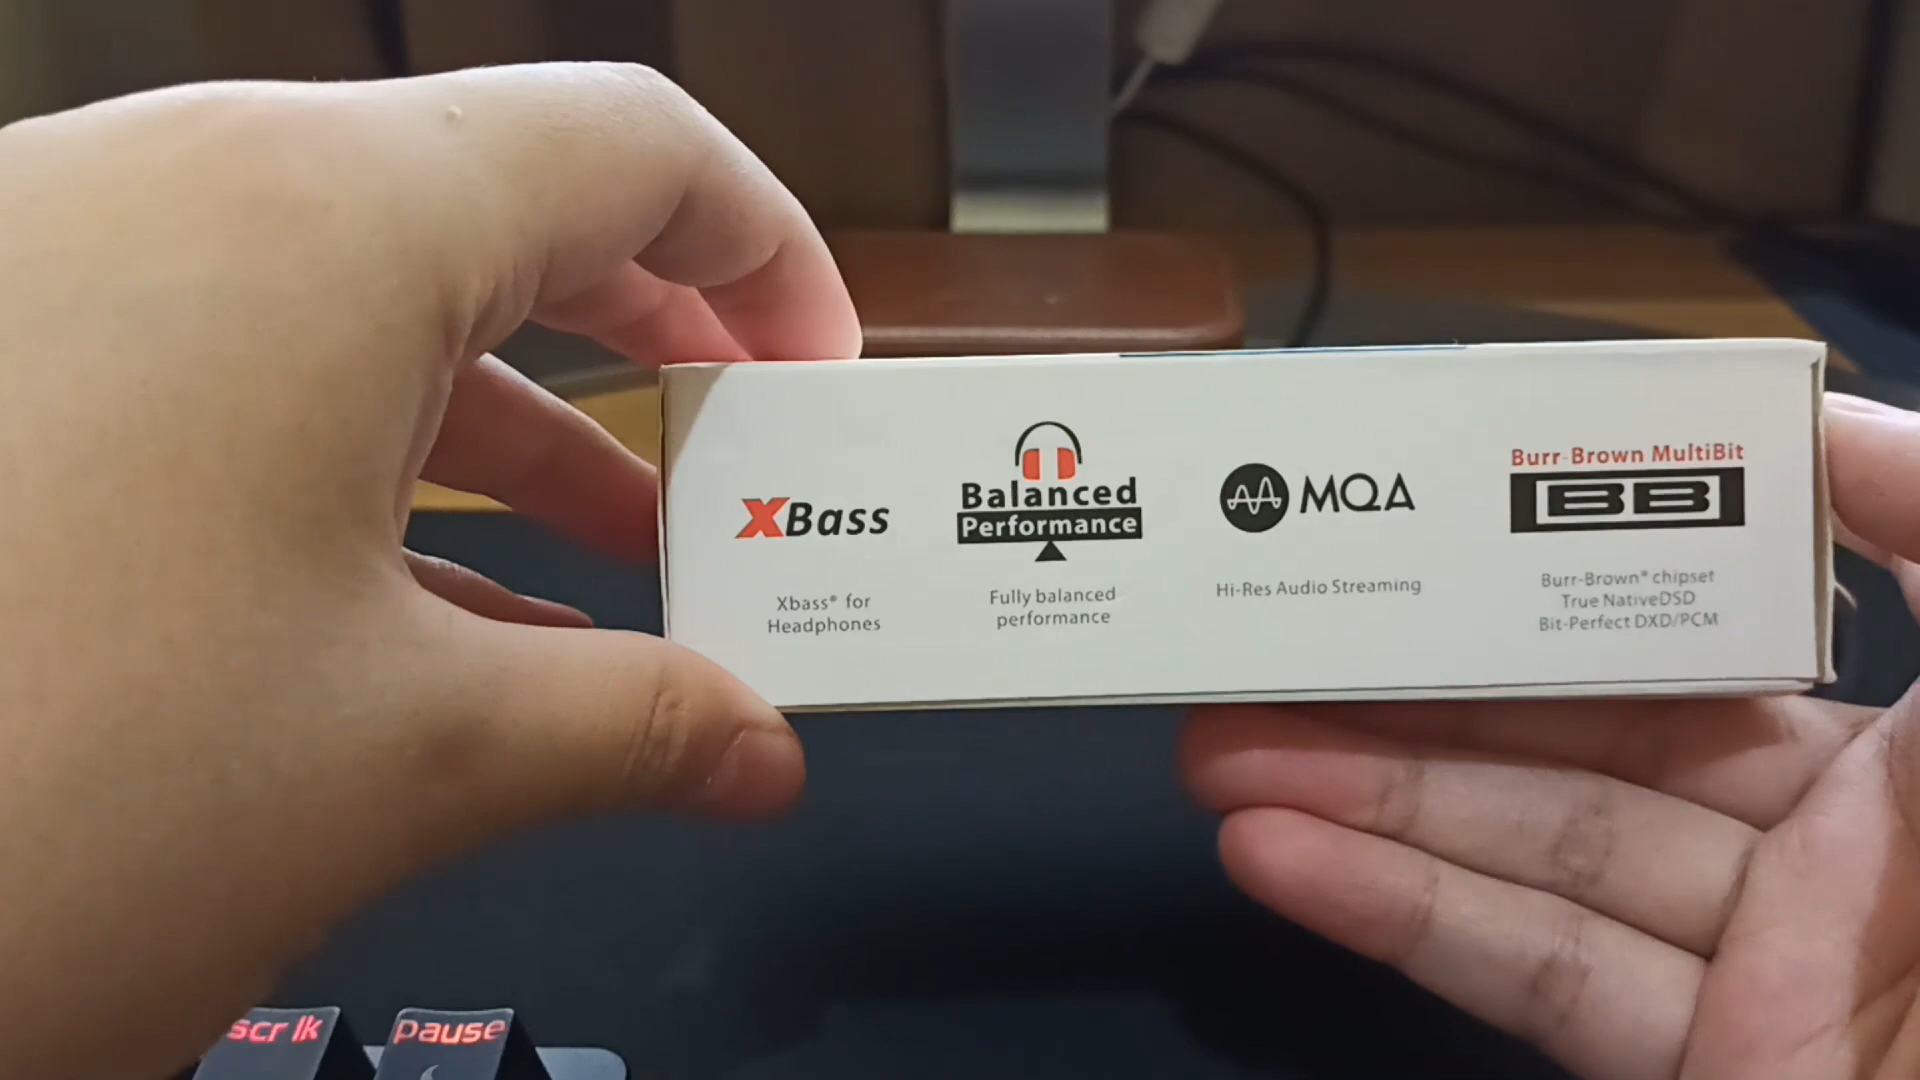 XBass
Xbass® for
Headphones
Balanced
Performance
Fully balanced
performance
MQA
Hi-Res Audio Streaming
Burr-Brown MultiBit
BB
Burr-Brown® chipset
True NativeDSD
Bit-Perfect DXD/PCM
scr lk
pause